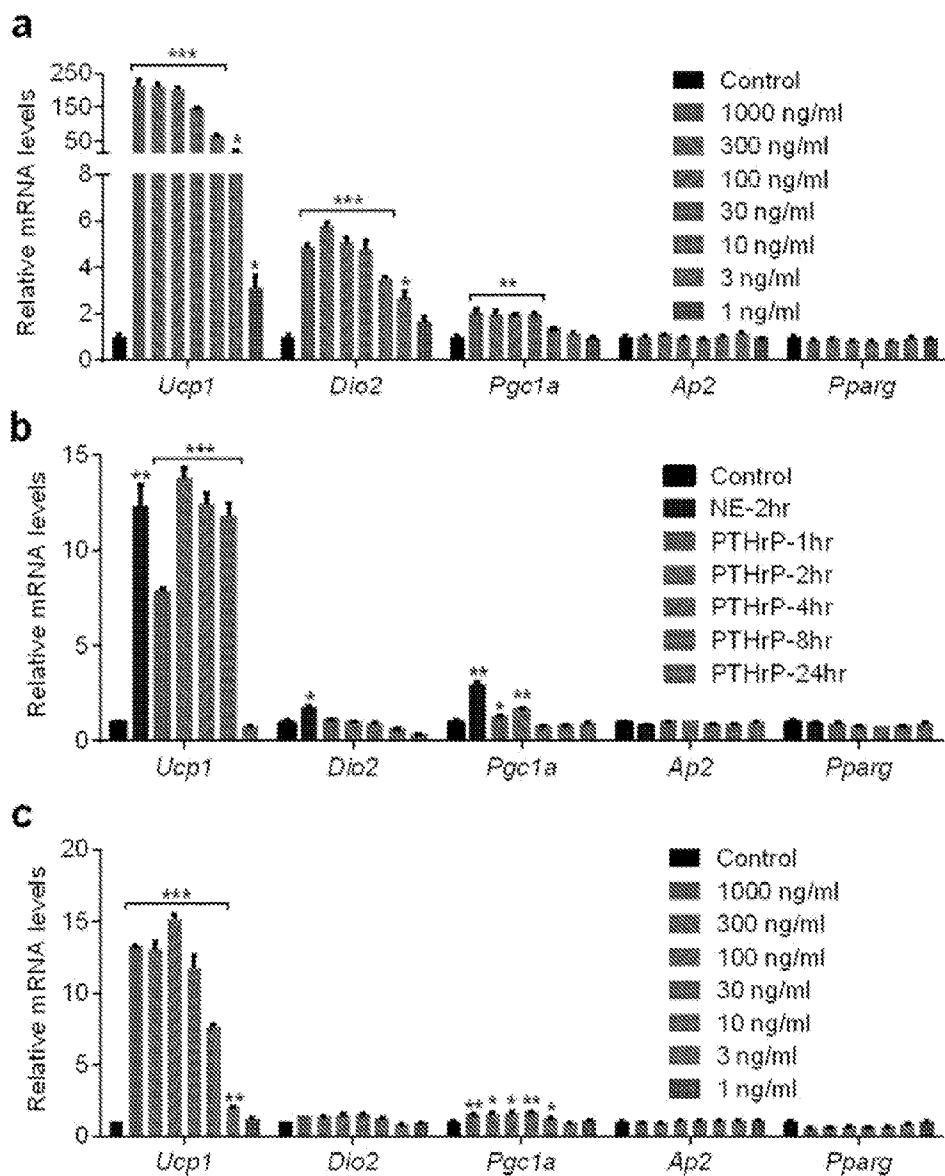 a
Relative mRNA levels
250
150
50
8
6
4
2
0
***
*
*
***
*
**
Control
1000 ng/ml
300 ng/ml
100 ng/ml
30 ng/ml
10 ng/ml
3 ng/ml
1 ng/ml
Ucp1 Dio2 Pgc1a Ap2 Pparg
b
Relative mRNA levels
15
10
5
0
**
***
*
**
*
**
Control
NE-2hr
PTHrP-1hr
PTHrP-2hr
PTHrP-4hr
PTHrP-8hr
PTHrP-24hr
Ucp1 Dio2 Pgc1a Ap2 Pparg
c
Relative mRNA levels
20
15
10
5
0
***
**
** * * ** *
Control
1000 ng/ml
300 ng/ml
100 ng/ml
30 ng/ml
10 ng/ml
3 ng/ml
1 ng/ml
Ucp1 Dio2 Pgc1a Ap2 Pparg